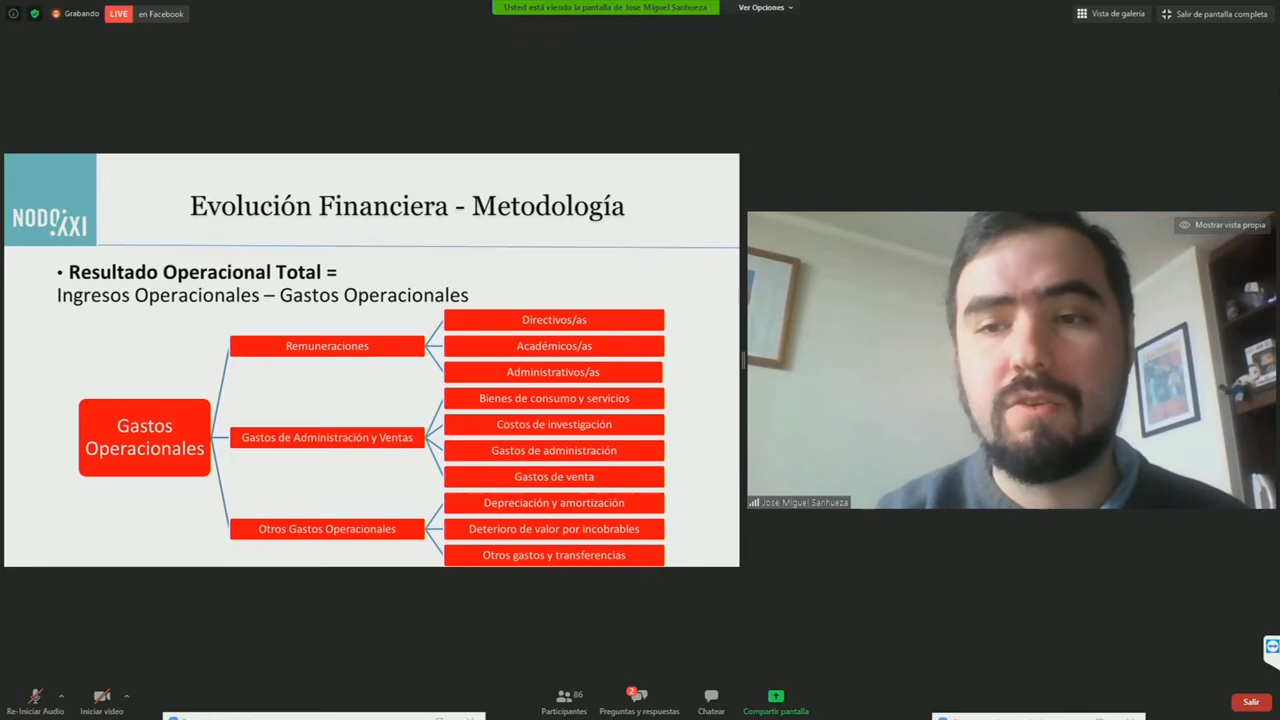 Grabando
LIVE
en Facebook
Usted está viendo la pantalla de Jose Miguel Sanhueza
Ver Opciones
Vista de galería
Salir de pantalla completa
NODO XXI
Evolución Financiera - Metodología
• Resultado Operacional Total =
Ingresos Operacionales – Gastos Operacionales
Gastos
Operacionales
Remuneraciones
Directivos/as
Académicos/as
Administrativos/as
Gastos de Administración y Ventas
Bienes de consumo y servicios
Costos de investigación
Gastos de administración
Gastos de venta
Otros Gastos Operacionales
Depreciación y amortización
Deterioro de valor por incobrables
Otros gastos y transferencias
Mostrar vista propia
Jose Miguel Sanhueza
Re-Iniciar Audio
Iniciar video
86
Participantes
2
Preguntas y respuestas
Chatear
Compartir pantalla
Salir